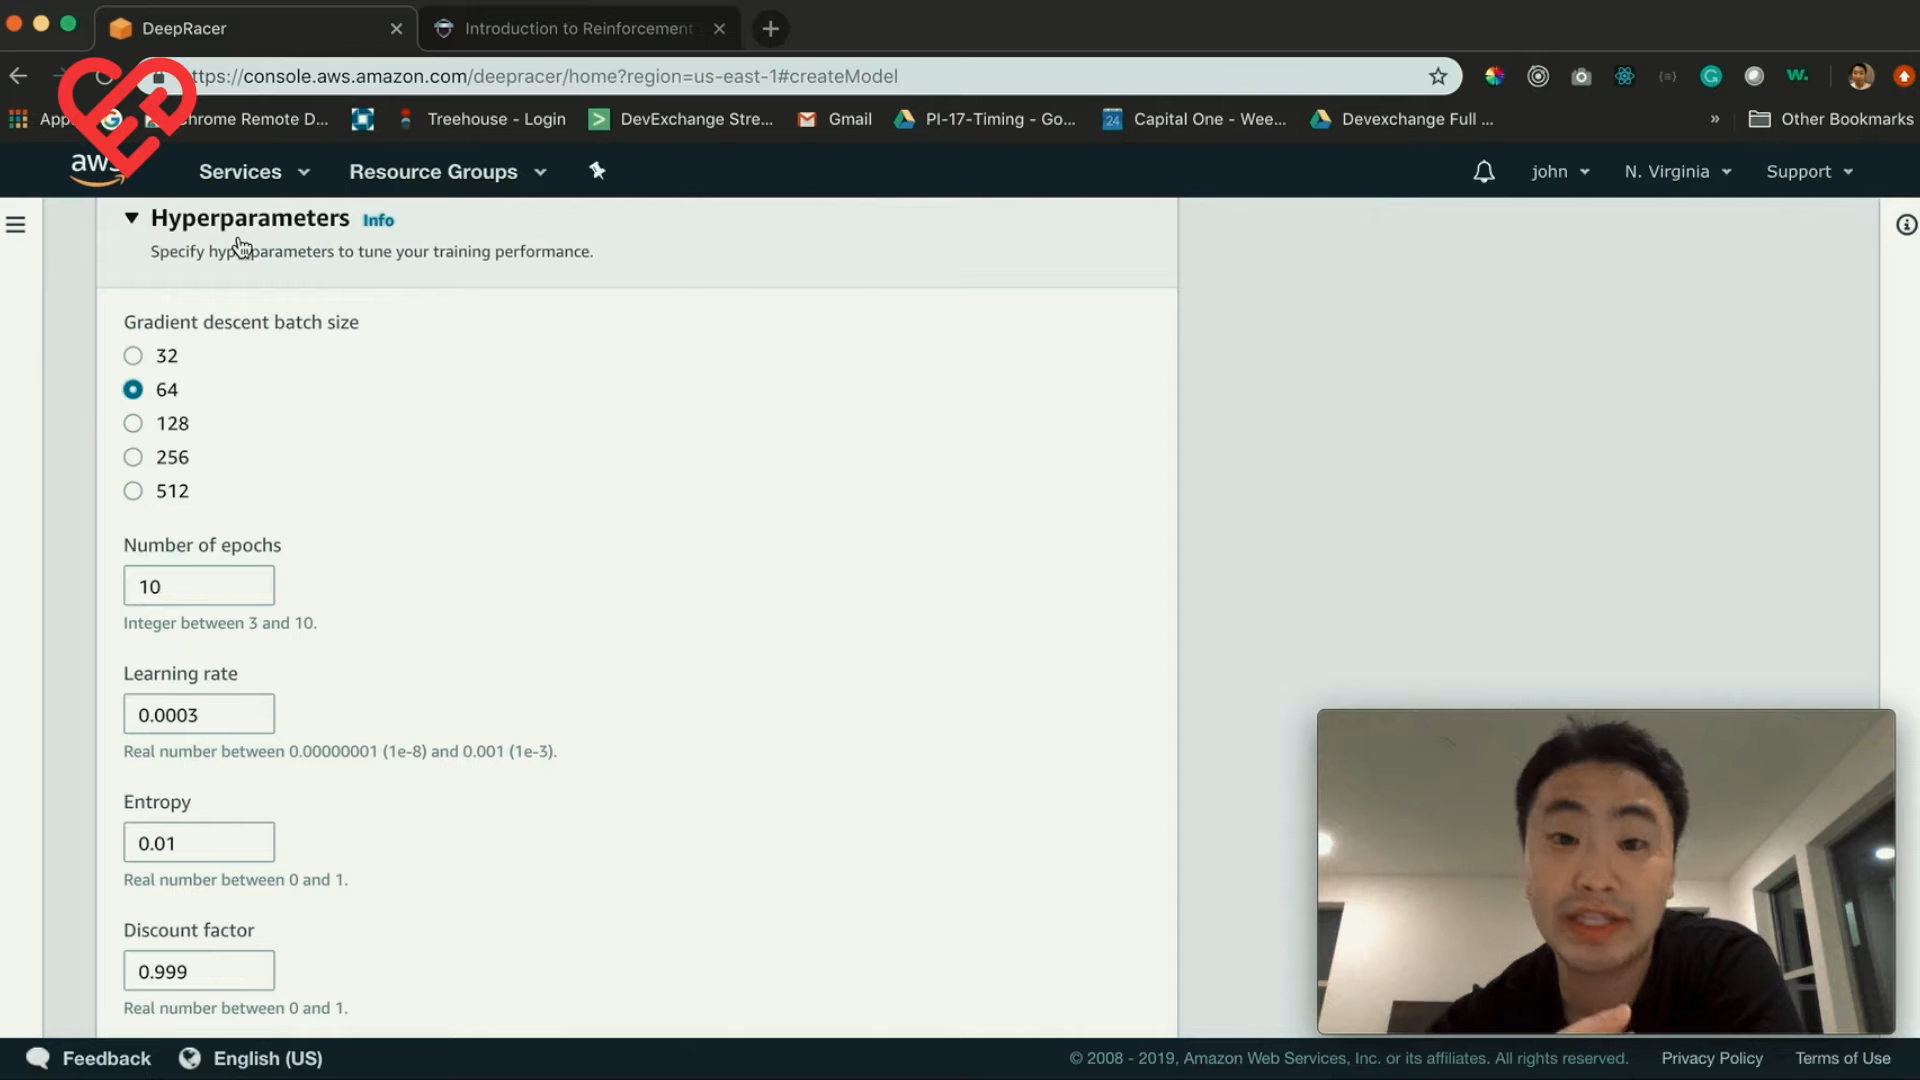 DeepRacer
Introduction to Reinforcement
ttps://console.aws.amazon.com/deepracer/home?region=us-east-1#createModel
App
hrome Remote D...
Treehouse - Login
DevExchange Stre...
Gmail
PI-17-Timing - Go...
24
Capital One - Wee...
Devexchange Full ...
»
Other Bookmarks
aws
Services
Resource Groups
john
N. Virginia
Support
Hyperparameters Info
Specify hyperparameters to tune your training performance.
Gradient descent batch size
32
64
128
256
512
Number of epochs
10
Integer between 3 and 10.
Learning rate
0.0003
Real number between 0.00000001 (1e-8) and 0.001 (1e-3).
Entropy
0.01
Real number between 0 and 1.
Discount factor
0.999
Real number between 0 and 1.
Feedback
English (US)
© 2008 - 2019, Amazon Web Services, Inc. or its affiliates. All rights reserved.
Privacy Policy
Terms of Use